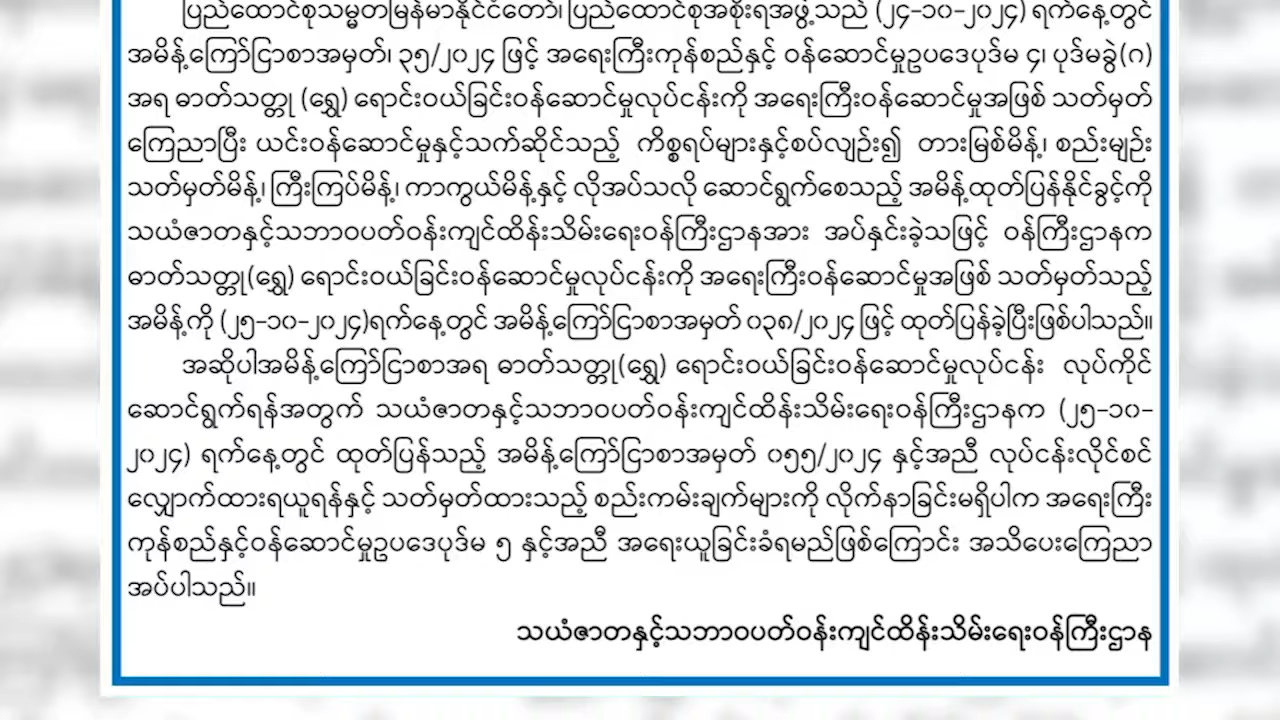 ပြည်ထောင်စုသမ္မတမြန်မာနိုင်ငံတော်၊ ပြည်ထောင်စုအစိုးရအဖွဲ့သည် (၂၄-၁၀-၂၀၂၄) ရက်နေ့တွင်
အမိန့်ကြော်ငြာစာအမှတ်၊ ၃၅/၂၀၂၄ ဖြင့် အရေးကြီးကုန်စည်နှင့် ဝန်ဆောင်မှုဥပဒေပုဒ်မ ၄၊ ပုဒ်မခွဲ(ဂ)
အရ ဓာတ်သတ္တု (ရွှေ) ရောင်းဝယ်ခြင်းဝန်ဆောင်မှုလုပ်ငန်းကို အရေးကြီးဝန်ဆောင်မှုအဖြစ် သတ်မှတ်
ကြေညာပြီး ယင်းဝန်ဆောင်မှုနှင့်သက်ဆိုင်သည့် ကိစ္စရပ်များနှင့်စပ်လျဉ်း၍ တားမြစ်မိန့်၊ စည်းမျဉ်း
သတ်မှတ်မိန့်၊ ကြီးကြပ်မိန့်၊ ကာကွယ်မိန့်နှင့် လိုအပ်သလို ဆောင်ရွက်စေသည့် အမိန့်ထုတ်ပြန်နိုင်ခွင့်ကို
သယံဇာတနှင့်သဘာဝပတ်ဝန်းကျင်ထိန်းသိမ်းရေးဝန်ကြီးဌာနအား အပ်နှင်းခဲ့သဖြင့် ဝန်ကြီးဌာနက
ဓာတ်သတ္တု(ရွှေ) ရောင်းဝယ်ခြင်းဝန်ဆောင်မှုလုပ်ငန်းကို အရေးကြီးဝန်ဆောင်မှုအဖြစ် သတ်မှတ်သည့်
အမိန့်ကို (၂၅-၁၀-၂၀၂၄)ရက်နေ့တွင် အမိန့်ကြော်ငြာစာအမှတ် ၀၃၈/၂၀၂၄ ဖြင့် ထုတ်ပြန်ခဲ့ပြီးဖြစ်ပါသည်။
အဆိုပါအမိန့်ကြော်ငြာစာအရ ဓာတ်သတ္တု(ရွှေ) ရောင်းဝယ်ခြင်းဝန်ဆောင်မှုလုပ်ငန်း လုပ်ကိုင်
ဆောင်ရွက်ရန်အတွက် သယံဇာတနှင့်သဘာဝပတ်ဝန်းကျင်ထိန်းသိမ်းရေးဝန်ကြီးဌာနက (၂၅-၁၀-
၂၀၂၄) ရက်နေ့တွင် ထုတ်ပြန်သည့် အမိန့်ကြော်ငြာစာအမှတ် ၀၅၅/၂၀၂၄ နှင့်အညီ လုပ်ငန်းလိုင်စင်
လျှောက်ထားရယူရန်နှင့် သတ်မှတ်ထားသည့် စည်းကမ်းချက်များကို လိုက်နာခြင်းမရှိပါက အရေးကြီး
ကုန်စည်နှင့်ဝန်ဆောင်မှုဥပဒေပုဒ်မ ၅ နှင့်အညီ အရေးယူခြင်းခံရမည်ဖြစ်ကြောင်း အသိပေးကြေညာ
အပ်ပါသည်။
သယံဇာတနှင့်သဘာဝပတ်ဝန်းကျင်ထိန်းသိမ်းရေးဝန်ကြီးဌာန